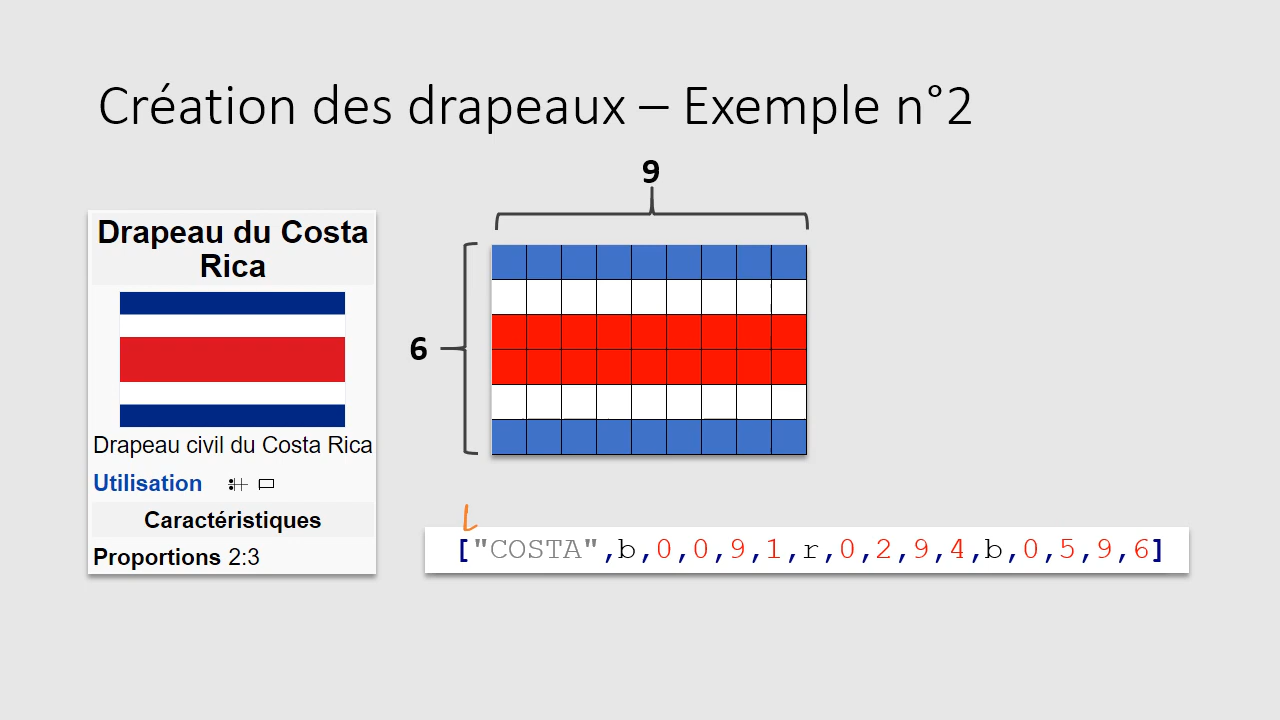 Création des drapeaux – Exemple n°2
9
Drapeau du Costa
Rica
6
Drapeau civil du Costa Rica
Utilisation
Caractéristiques
Proportions 2:3
["COSTA",b,0,0,9,1,r,0,2,9,4,b,0,5,9,6]